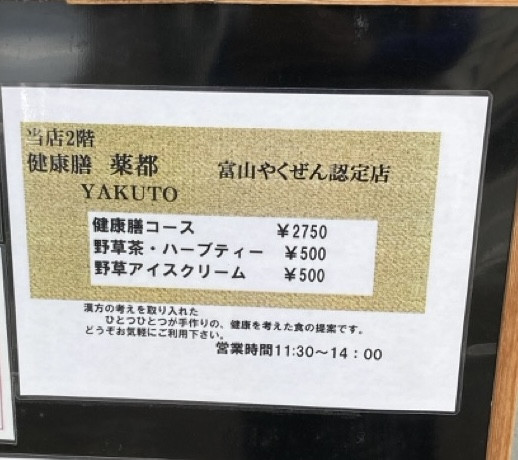 当店2階
健康膳 薬都 富山やくぜん認定店
YAKUTO
健康膳コース ¥2750
野草茶・ハーブティー ¥500
野草アイスクリーム ¥500
漢方の考えを取り入れた
ひとつひとつが手作りの、健康を考えた食の提案です。
どうぞお気軽にご利用下さい。
営業時間11:30～14：00